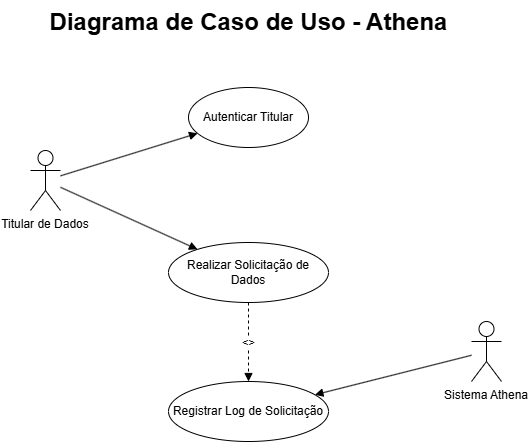 Diagrama de Caso de Uso - Athena
Autenticar Titular
Titular de Dados
Realizar Solicitação de
Dados
<>
Sistema Athena
Registrar Log de Solicitação